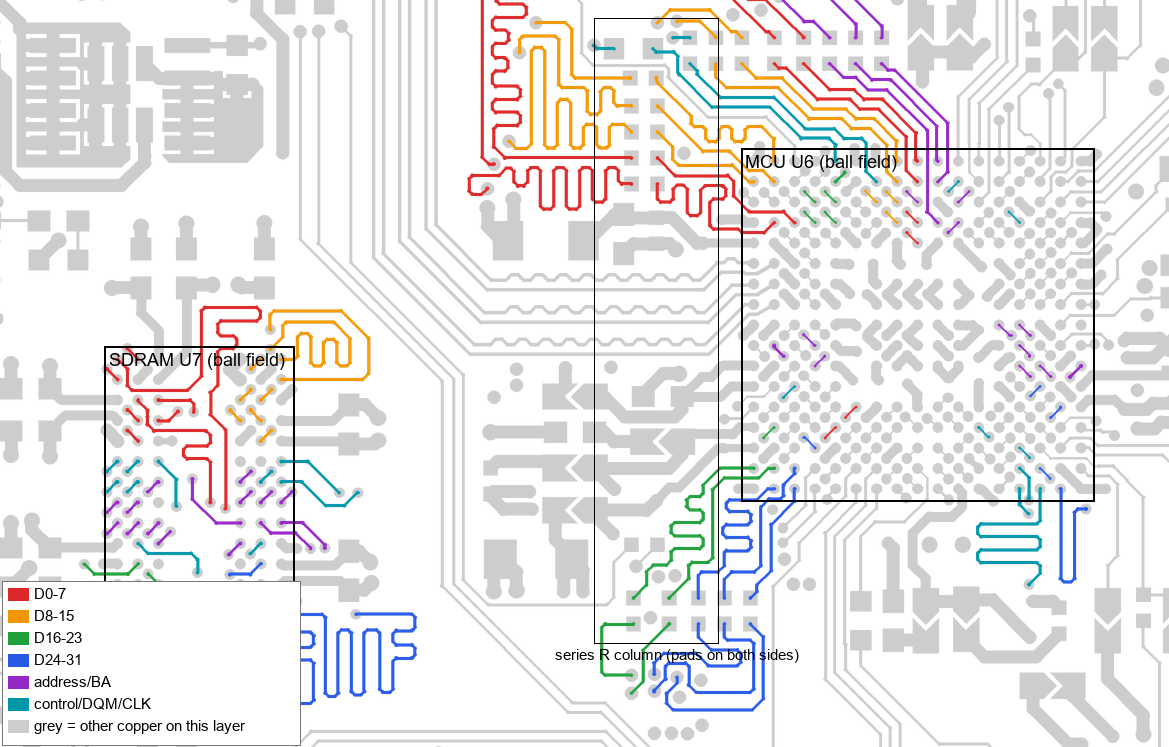 MCU U6 (ball field)
SDRAM U7 (ball field)
D0-7
D8-15
D16-23
D24-31
address/BA
control/DQM/CLK
grey = other copper on this layer
series R column (pads on both sides)